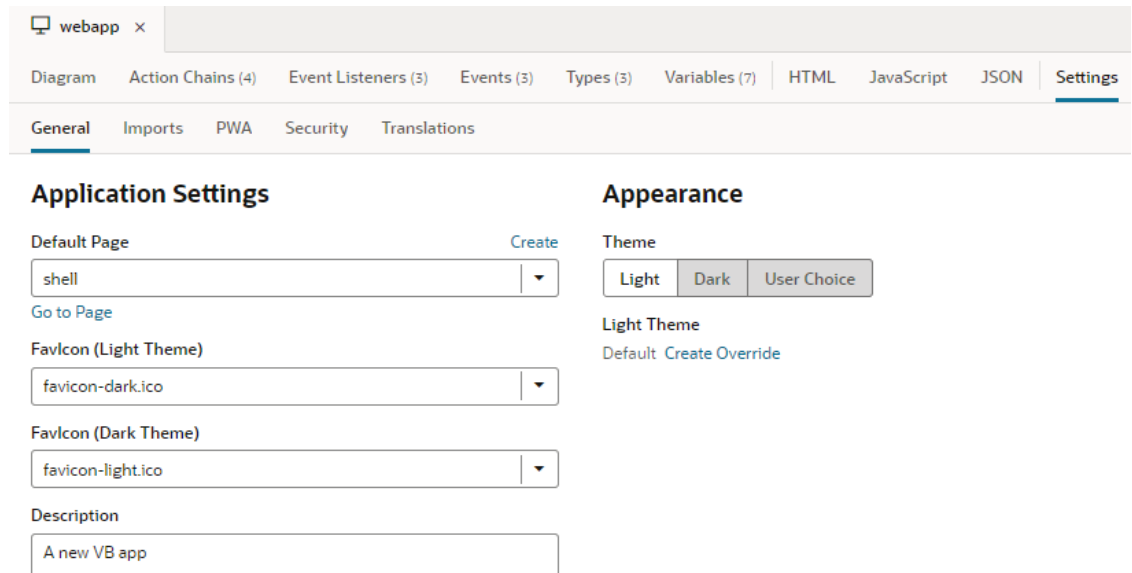 webapp ×
Diagram Action Chains (4) Event Listeners (3) Events (3) Types (3) Variables (7) HTML JavaScript JSON Settings
General Imports PWA Security Translations
Application Settings
Default Page Create
shell
Go to Page
FavIcon (Light Theme)
favicon-dark.ico
FavIcon (Dark Theme)
favicon-light.ico
Description
A new VB app
Appearance
Theme
Light Dark User Choice
Light Theme
Default Create Override